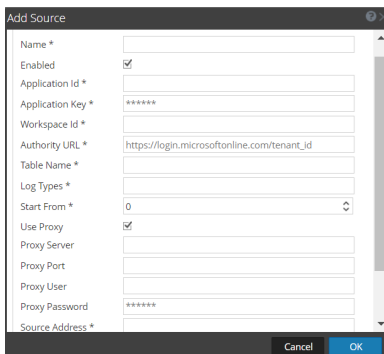 Add Source
Name *
Enabled
Application Id *
Application Key * ******
Workspace Id *
Authority URL * https://login.microsoftonline.com/tenant_id
Table Name *
Log Types *
Start From * 0
Use Proxy
Proxy Server
Proxy Port
Proxy User
Proxy Password ******
Source Address *
Cancel OK